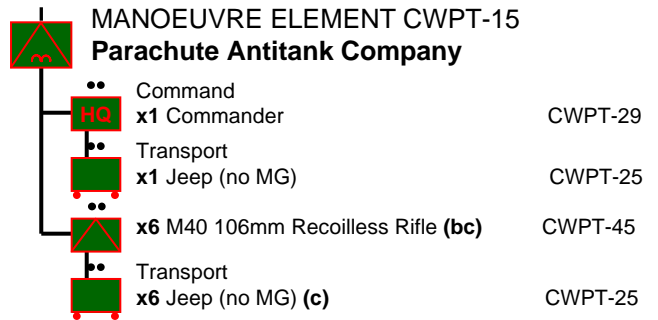 MANOEUVRE ELEMENT CWPT-15
Parachute Antitank Company
Command
HQ x1 Commander CWPT-29
Transport
x1 Jeep (no MG) CWPT-25
x6 M40 106mm Recoilless Rifle (bc) CWPT-45
Transport
x6 Jeep (no MG) (c) CWPT-25